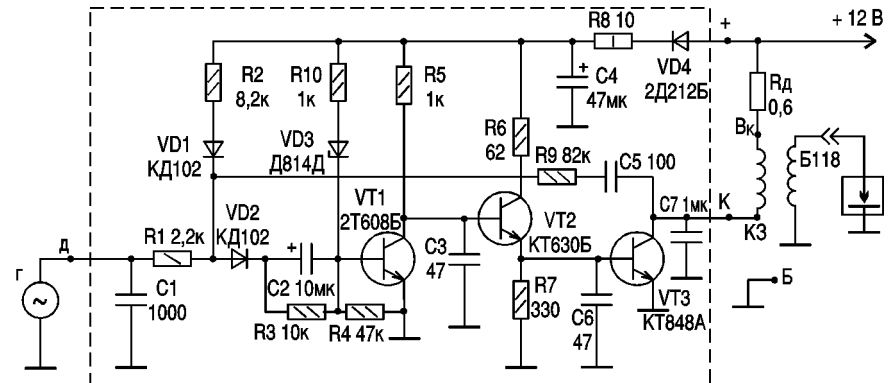 R8 10
+
+ 12 В
R2
8,2к
R10
1к
R5
1к
+
C4
47мк
VD4
2Д212Б
Rд
0,6
Вк
VD1
КД102
VD3
Д814Д
R6
62
R9 82к
C5 100
Б118
VT1
2Т608Б
C7 1мк
К
КЗ
VD2
КД102
VT2
КТ630Б
Д
R1 2,2к
+
C2 10мк
C3
47
Г
~
C1
1000
R3 10к
R4 47к
R7
330
C6
47
VT3
КТ848А
Б